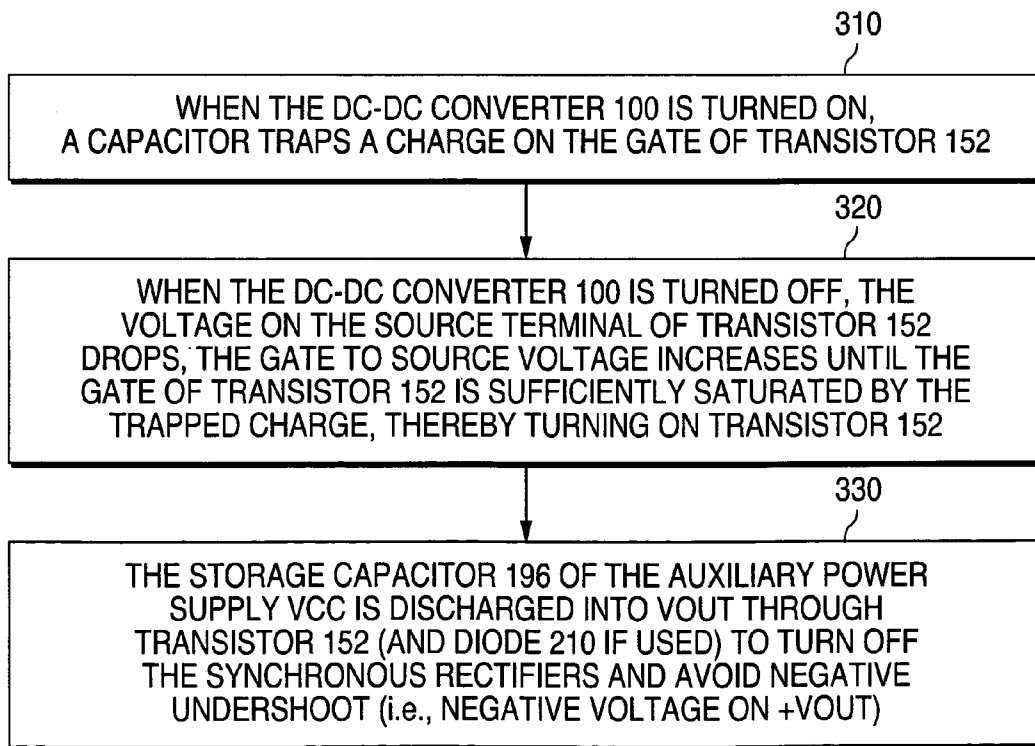 310
WHEN THE DC-DC CONVERTER 100 IS TURNED ON,
A CAPACITOR TRAPS A CHARGE ON THE GATE OF TRANSISTOR 152
320
WHEN THE DC-DC CONVERTER 100 IS TURNED OFF, THE
VOLTAGE ON THE SOURCE TERMINAL OF TRANSISTOR 152
DROPS, THE GATE TO SOURCE VOLTAGE INCREASES UNTIL THE
GATE OF TRANSISTOR 152 IS SUFFICIENTLY SATURATED BY THE
TRAPPED CHARGE, THEREBY TURNING ON TRANSISTOR 152
330
THE STORAGE CAPACITOR 196 OF THE AUXILIARY POWER
SUPPLY VCC IS DISCHARGED INTO VOUT THROUGH
TRANSISTOR 152 (AND DIODE 210 IF USED) TO TURN OFF
THE SYNCHRONOUS RECTIFIERS AND AVOID NEGATIVE
UNDERSHOOT (i.e., NEGATIVE VOLTAGE ON +VOUT)